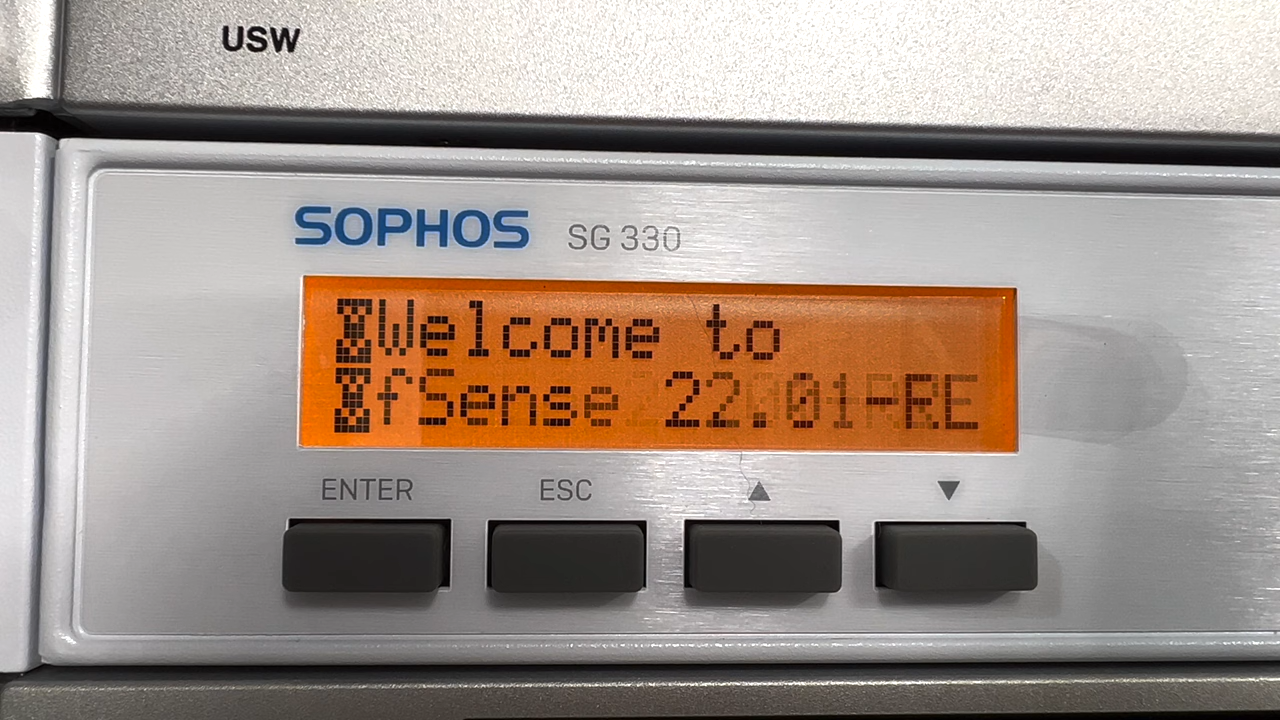 USW
SOPHOS SG 330
Welcome to
fSense 22.01-RE
ENTER ESC ▲ ▼